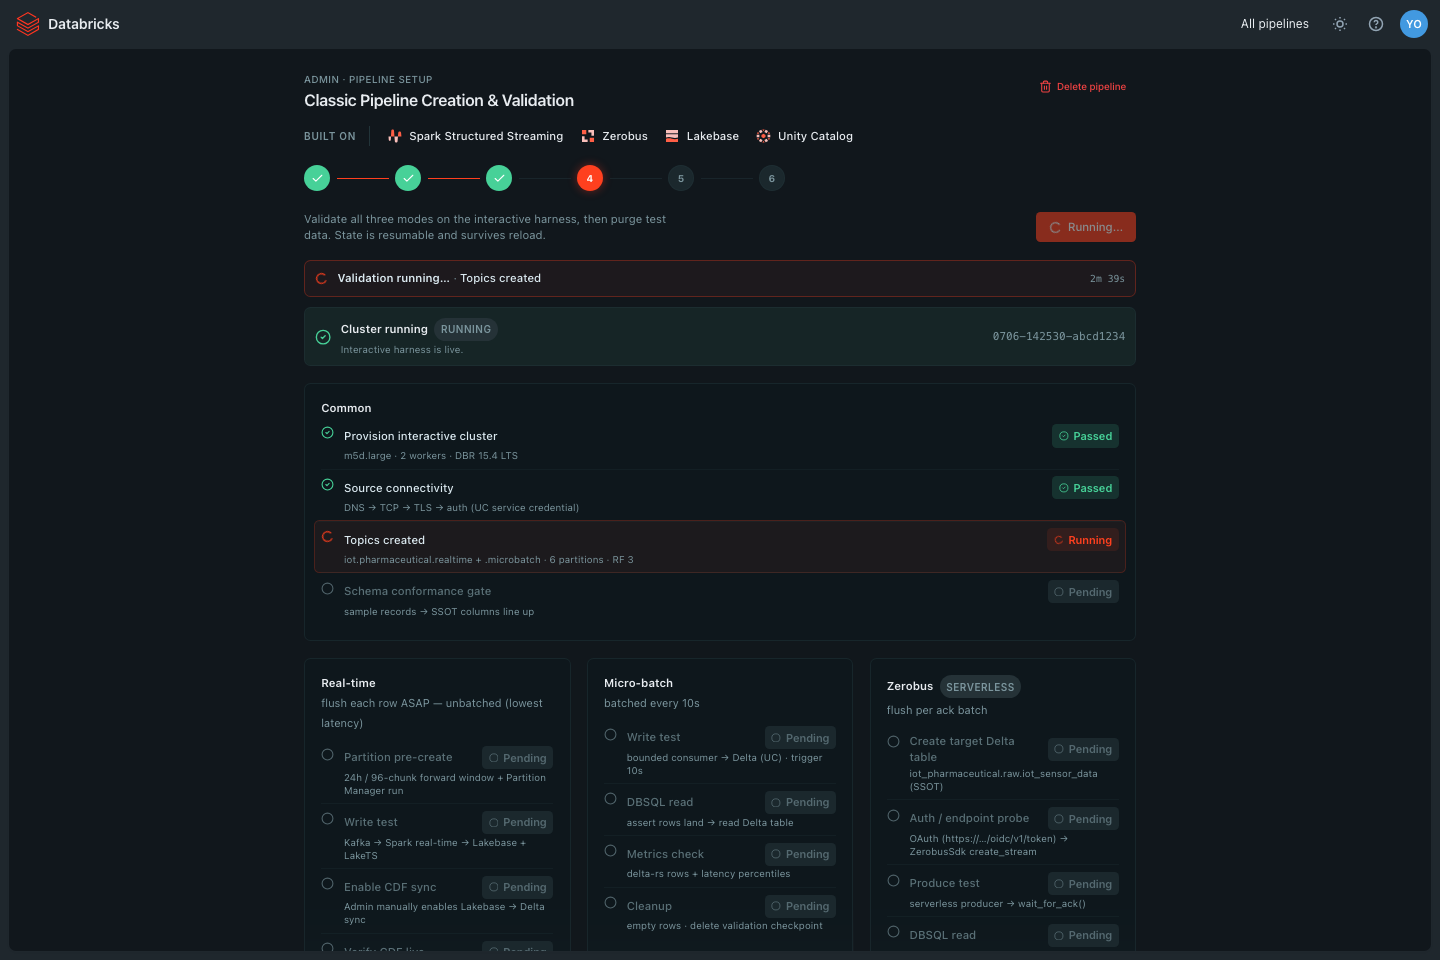 Databricks
All pipelines
YO
ADMIN · PIPELINE SETUP
Classic Pipeline Creation & Validation
Delete pipeline
BUILT ON
Spark Structured Streaming
Zerobus
Lakebase
Unity Catalog
4
5
6
Validate all three modes on the interactive harness, then purge test
data. State is resumable and survives reload.
Running...
Validation running... · Topics created
2m 39s
Cluster running RUNNING
Interactive harness is live.
0706-142530-abcd1234
Common
Provision interactive cluster
Passed
m5d.large · 2 workers · DBR 15.4 LTS
Source connectivity
Passed
DNS → TCP → TLS → auth (UC service credential)
Topics created
Running
iot.pharmaceutical.realtime + .microbatch · 6 partitions · RF 3
Schema conformance gate
Pending
sample records → SSOT columns line up
Real-time
flush each row ASAP — unbatched (lowest
latency)
Partition pre-create
Pending
24h / 96-chunk forward window + Partition
Manager run
Write test
Pending
Kafka → Spark real-time → Lakebase +
LakeTS
Enable CDF sync
Pending
Admin manually enables Lakebase → Delta
sync
Verify CDF live
Pending
Micro-batch
batched every 10s
Write test
Pending
bounded consumer → Delta (UC) · trigger
10s
DBSQL read
Pending
assert rows land → read Delta table
Metrics check
Pending
delta-rs rows + latency percentiles
Cleanup
Pending
empty rows · delete validation checkpoint
Zerobus SERVERLESS
flush per ack batch
Create target Delta
table
Pending
iot_pharmaceutical.raw.iot_sensor_data
(SSOT)
Auth / endpoint probe
Pending
OAuth (https://…/oidc/v1/token) →
ZerobusSdk create_stream
Produce test
Pending
serverless producer → wait_for_ack()
DBSQL read
Pending